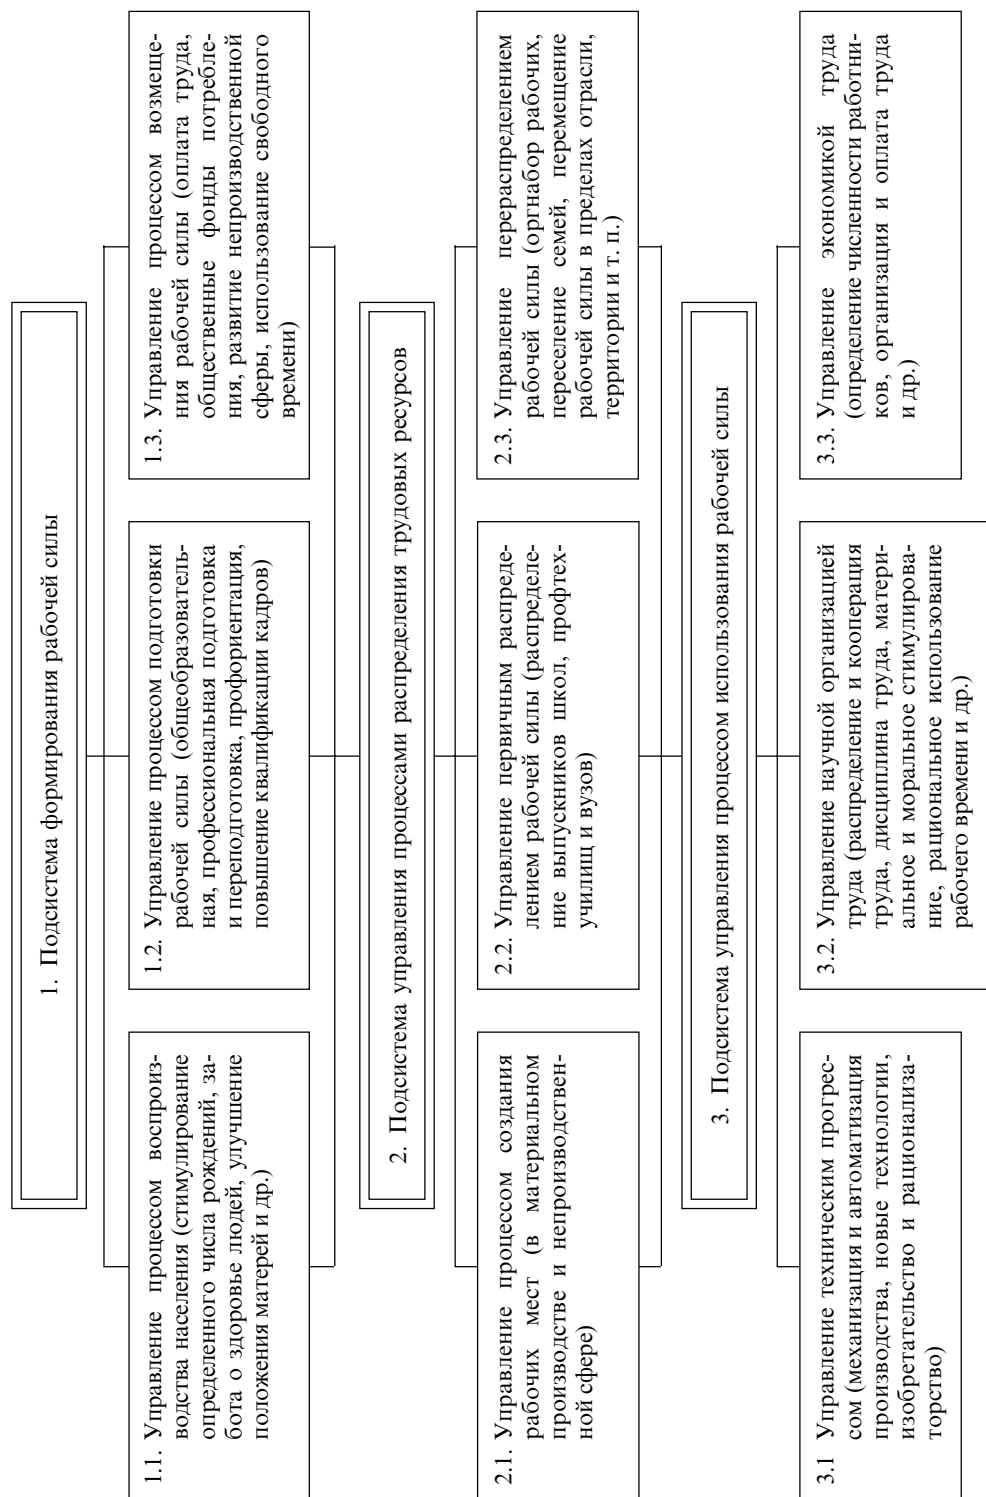 1. Подсистема формирования рабочей силы
1.1. Управление процессом воспроиз-
водства населения (стимулирование
определенного числа рождений, за-
бота о здоровье людей, улучшение
положения матерей и др.)
1.2. Управление процессом подготовки
рабочей силы (общеобразователь-
ная, профессиональная подготовка
и переподготовка, профориентация,
повышение квалификации кадров)
1.3. Управление процессом возмеще-
ния рабочей силы (оплата труда,
общественные фонды потребле-
ния, развитие непроизводственной
сферы, использование свободного
времени)
2. Подсистема управления процессами распределения трудовых ресурсов
2.1. Управление процессом создания
рабочих мест (в материальном
производстве и непроизводствен-
ной сфере)
2.2. Управление первичным распреде-
лением рабочей силы (распределе-
ние выпускников школ, профтех-
училищ и вузов)
2.3. Управление перераспределением
рабочей силы (оргнабор рабочих,
переселение семей, перемещение
рабочей силы в пределах отрасли,
территории и т. п.)
3. Подсистема управления процессом использования рабочей силы
3.1 Управление техническим прогрес-
сом (механизация и автоматизация
производства, новые технологии,
изобретательство и рационализа-
торство)
3.2. Управление научной организацией
труда (распределение и кооперация
труда, дисциплина труда, матери-
альное и моральное стимулирова-
ние, рациональное использование
рабочего времени и др.)
3.3. Управление экономикой труда
(определение численности работни-
ков, организация и оплата труда
и др.)